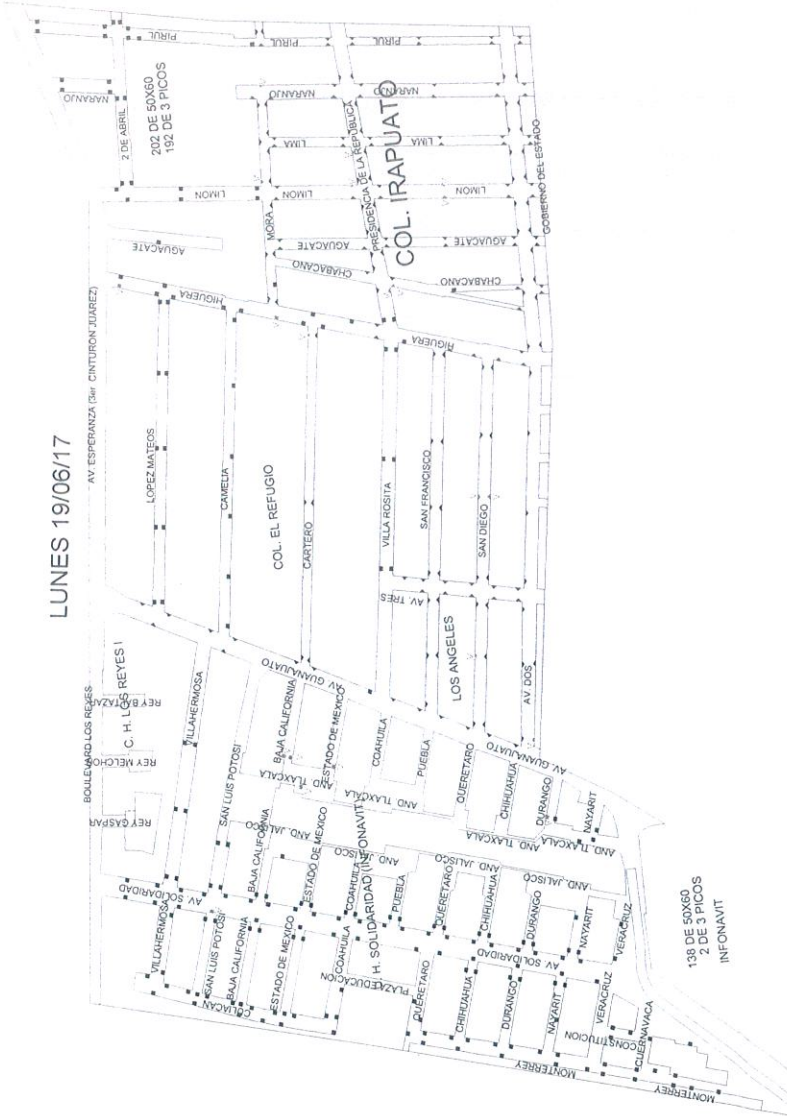 LUNES 19/06/17
AV. ESPERANZA (3er CINTURON JUAREZ)
BOULEVARD LOS REYES
PIRUL
PIRUL
PIRUL
NARANJO
NARANJO
NARANJO
2 DE ABRIL
202 DE 50X60
192 DE 3 PICOS
LIMA
LIMA
LIMON
LIMON
LIMON
MORA
PRESIDENCIA DE LA REPUBLICA
COL. IRAPUATO
GOBIERNO DEL ESTADO
AGUACATE
AGUACATE
AGUACATE
CHABACANO
CHABACANO
HIGUERA
HIGUERA
LOPEZ MATEOS
CAMELIA
COL. EL REFUGIO
CARTERO
VILLA ROSITA
SAN FRANCISCO
SAN DIEGO
AV. TRES
LOS ANGELES
AV. DOS
AV. GUANAJUATO
AV. GUANAJUATO
C. H. LOS REYES I
REY BALTAZAR
REY MELCHOR
REY GASPAR
VILLAHERMOSA
SAN LUIS POTOSI
BAJA CALIFORNIA
ESTADO DE MEXICO
COAHUILA
PUEBLA
QUERETARO
CHIHUAHUA
DURANGO
NAYARIT
AND. TLAXCALA
AND. TLAXCALA
AND. TLAXCALA
AND. TLAXCALA
AND. JALISCO
AND. JALISCO
AND. JALISCO
AND. JALISCO
BAJA CALIFORNIA
ESTADO DE MEXICO
COAHUILA
PUEBLA
QUERETARO
CHIHUAHUA
DURANGO
NAYARIT
VERACRUZ
H. SOLIDARIDAD (INFONAVIT)
AV SOLIDARIDAD
AV SOLIDARIDAD
VILLAHERMOSA
SAN LUIS POTOSI
BAJA CALIFORNIA
ESTADO DE MEXICO
COAHUILA
PLAZA EDUCACION
QUERETARO
CHIHUAHUA
DURANGO
NAYARIT
VERACRUZ
CUERNAVACA
CULIACAN
CONSTITUCION
MONTERREY
MONTERREY
138 DE 50X60
2 DE 3 PICOS
INFONAVIT